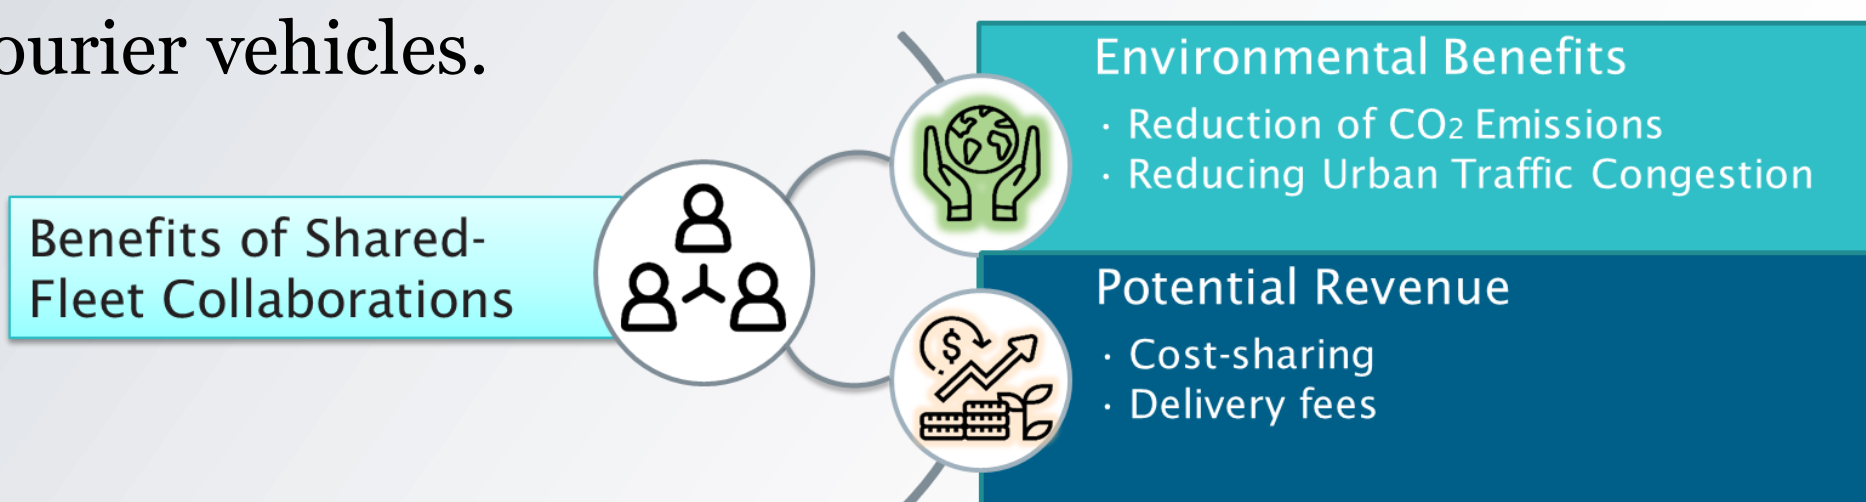 ourier vehicles.
Benefits of Shared-
Fleet Collaborations
Environmental Benefits
· Reduction of CO₂ Emissions
· Reducing Urban Traffic Congestion
$
Potential Revenue
· Cost-sharing
· Delivery fees